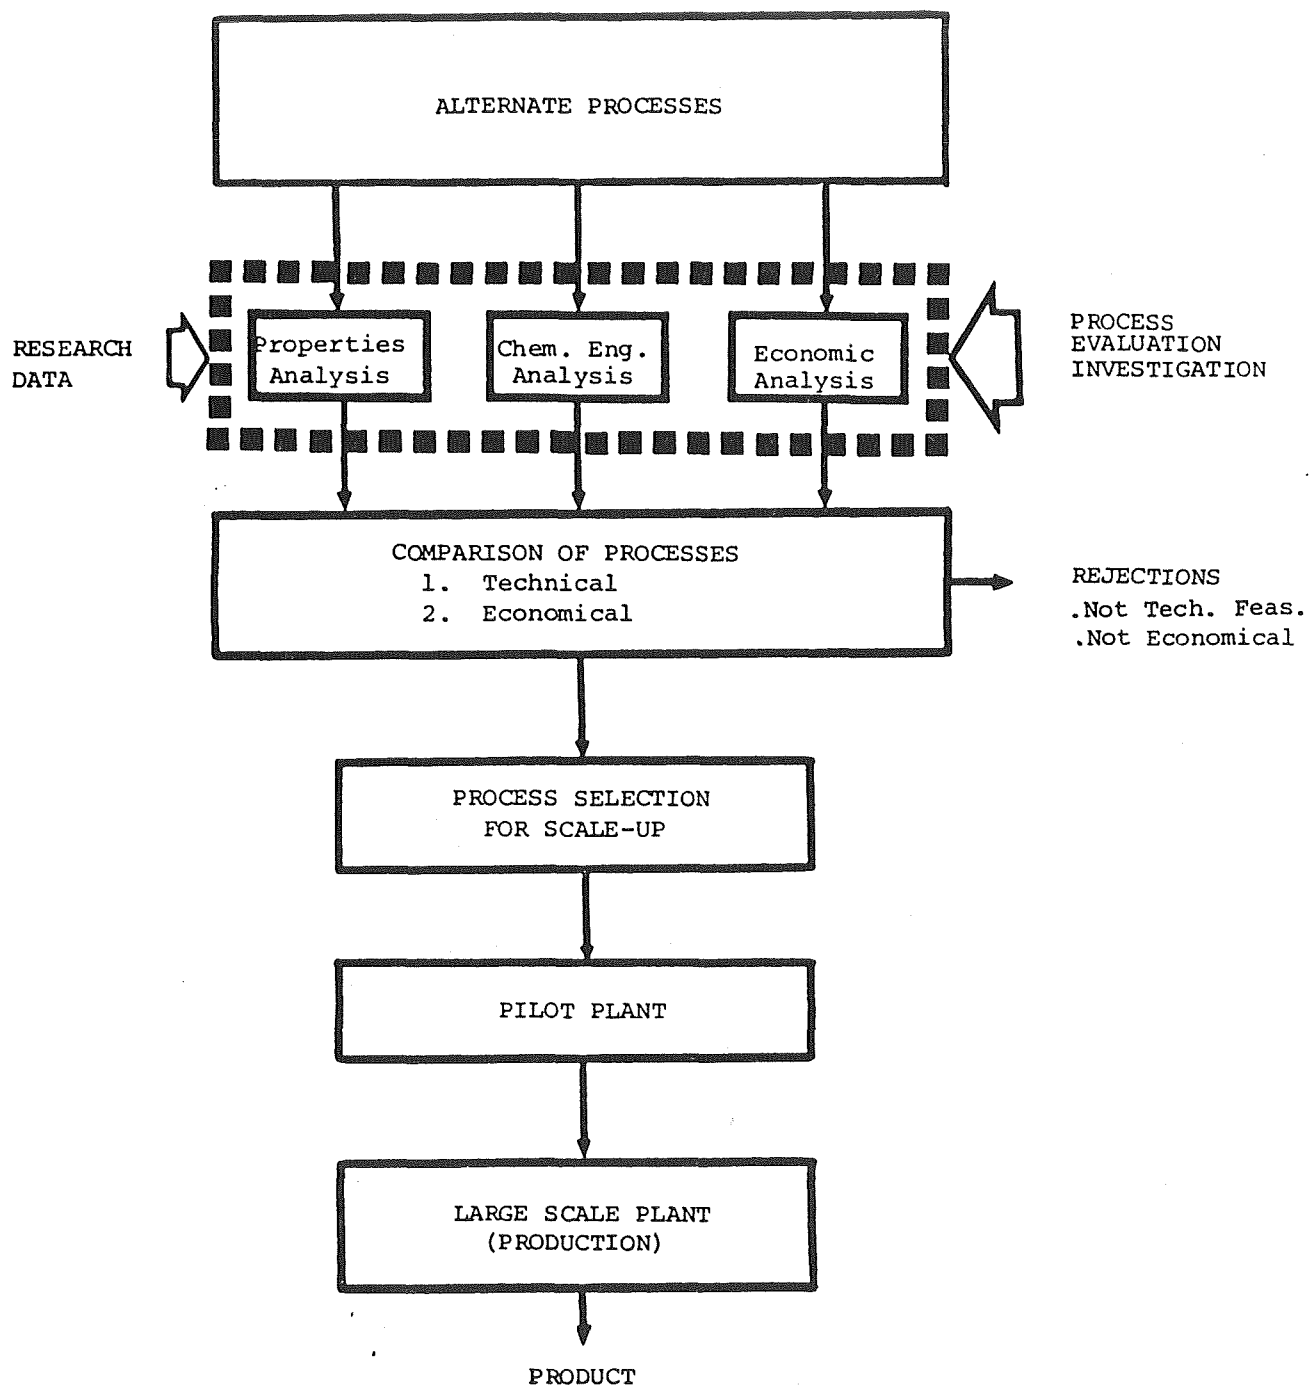 ALTERNATE PROCESSES
RESEARCH
DATA
Properties
Analysis
Chem. Eng.
Analysis
Economic
Analysis
PROCESS
EVALUATION
INVESTIGATION
COMPARISON OF PROCESSES
1. Technical
2. Economical
REJECTIONS
.Not Tech. Feas.
.Not Economical
PROCESS SELECTION
FOR SCALE-UP
PILOT PLANT
LARGE SCALE PLANT
(PRODUCTION)
PRODUCT